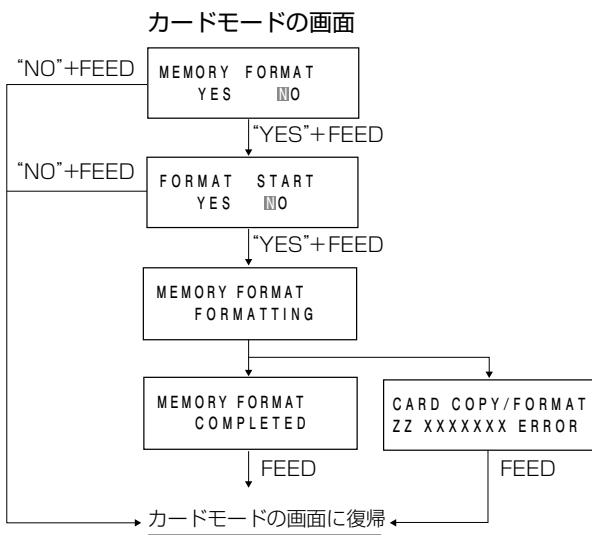 カードモードの画面
“NO”+FEED
MEMORY FORMAT
YES NO
“YES”+FEED
“NO”+FEED
FORMAT START
YES NO
“YES”+FEED
MEMORY FORMAT
FORMATTING
MEMORY FORMAT
COMPLETED
CARD COPY/FORMAT
ZZ XXXXXXX ERROR
FEED
FEED
カードモードの画面に復帰